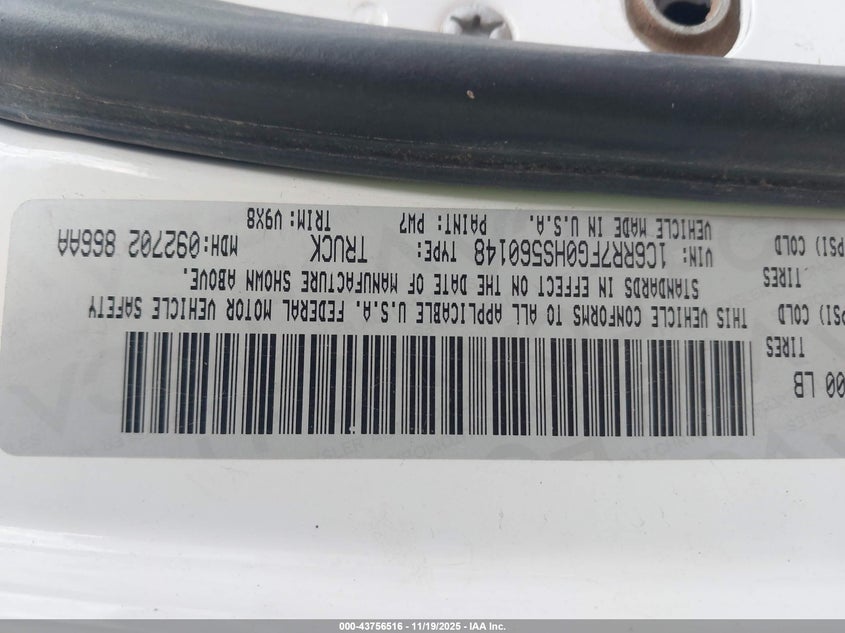 00 LB
TIRES
PSI) COLD
TIRES
PSI) COLD
THIS VEHICLE CONFORMS TO ALL APPLICABLE U.S.A. FEDERAL MOTOR VEHICLE SAFETY
STANDARDS IN EFFECT ON THE DATE OF MANUFACTURE SHOWN ABOVE.
VIN: 1C6RR7FG0HS560148 TYPE: TRUCK MDH:092702 866AA
VEHICLE MADE IN U.S.A. PAINT: PW7 TRIM:V9X8
000-43756516 - 11/19/2025 - IAA Inc.